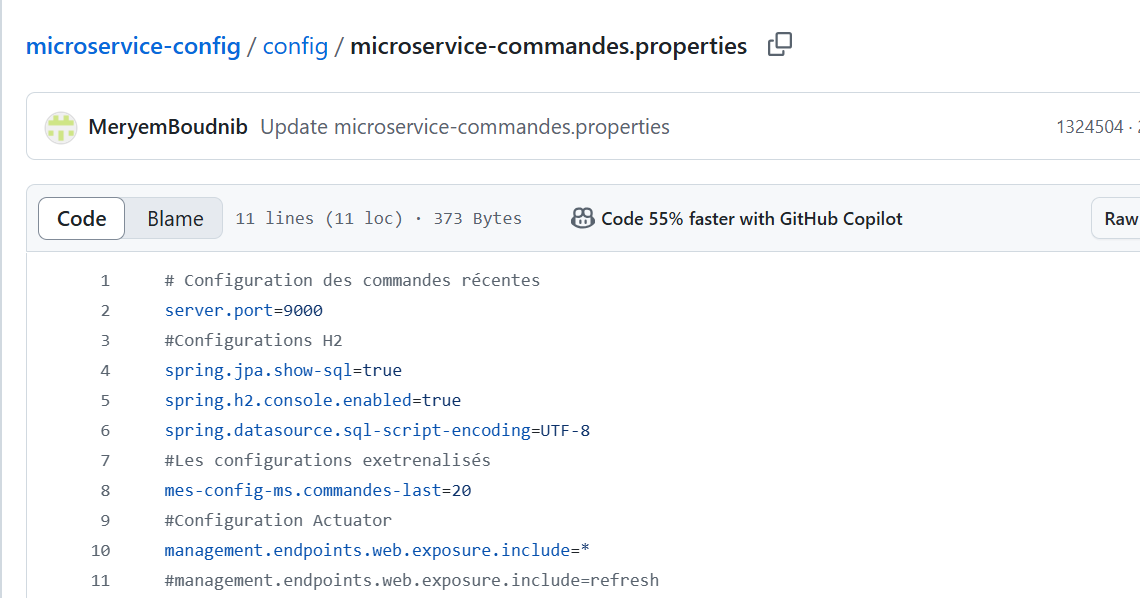 microservice-config / config / microservice-commandes.properties
MeryemBoudnib Update microservice-commandes.properties 1324504 ·
Code Blame 11 lines (11 loc) · 373 Bytes Code 55% faster with GitHub Copilot Raw
1 # Configuration des commandes récentes
2 server.port=9000
3 #Configurations H2
4 spring.jpa.show-sql=true
5 spring.h2.console.enabled=true
6 spring.datasource.sql-script-encoding=UTF-8
7 #Les configurations exetrenalisés
8 mes-config-ms.commandes-last=20
9 #Configuration Actuator
10 management.endpoints.web.exposure.include=*
11 #management.endpoints.web.exposure.include=refresh